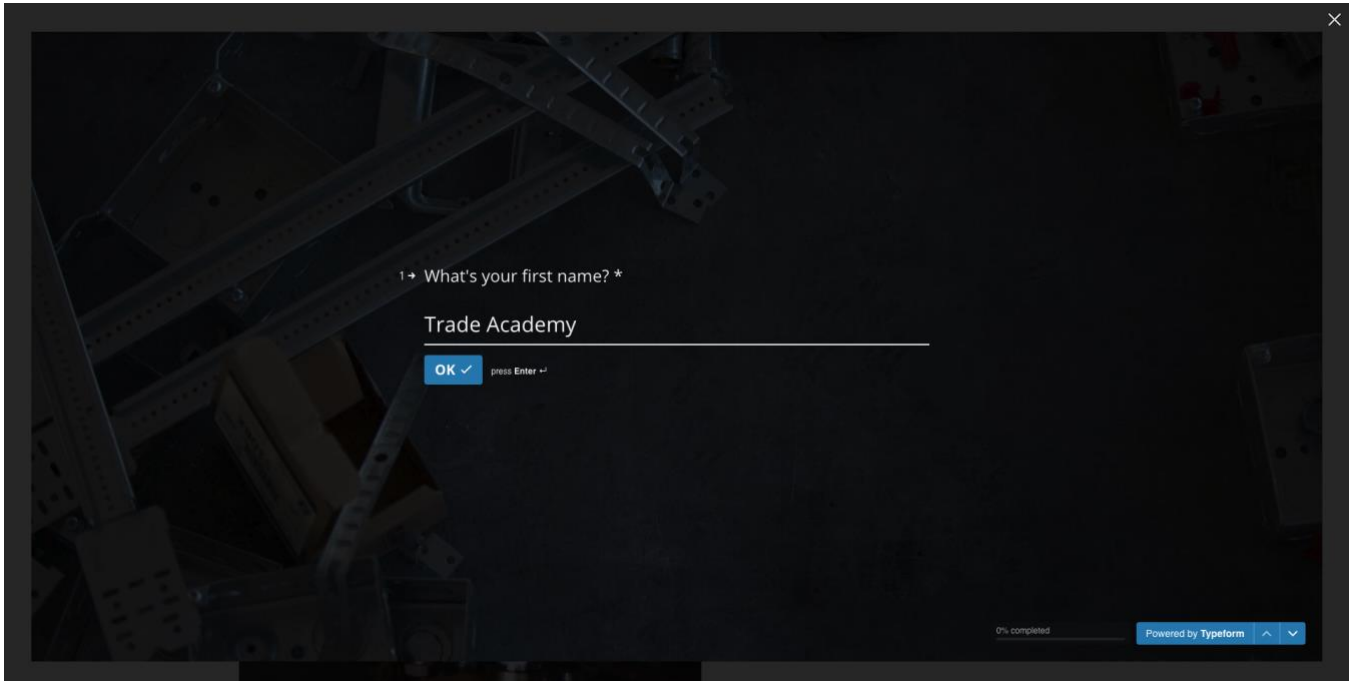 1→ What's your first name? *
Trade Academy
OK ✓ press Enter ↵
0% completed
Powered by Typeform